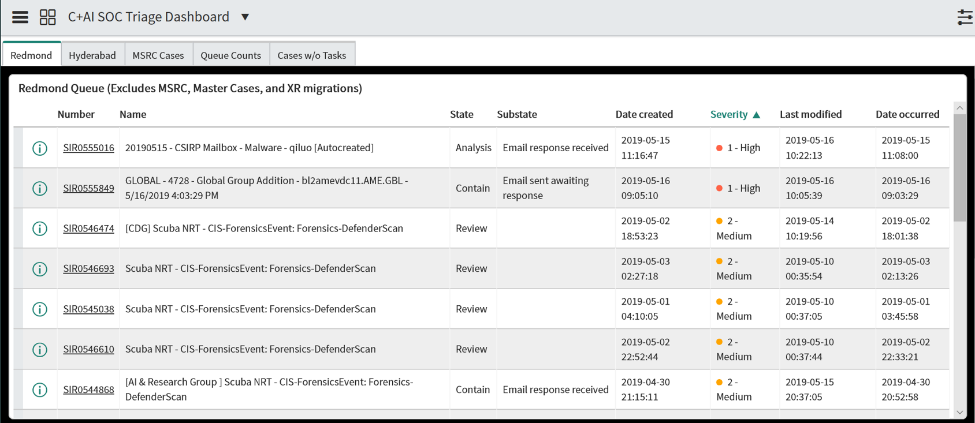 C+AI SOC Triage Dashboard
Redmond Hyderabad MSRC Cases Queue Counts Cases w/o Tasks
Redmond Queue (Excludes MSRC, Master Cases, and XR migrations)
Number Name State Substate Date created Severity Last modified Date occurred
SIR0555016 20190515 - CSIRP Mailbox - Malware - qiluo [Autocreated] Analysis Email response received 2019-05-15 11:16:47 1 - High 2019-05-16 10:22:13 2019-05-15 11:08:00
SIR0555849 GLOBAL - 4728 - Global Group Addition - bl2amevdc11.AME.GBL - 5/16/2019 4:03:29 PM Contain Email sent awaiting response 2019-05-16 09:05:10 1 - High 2019-05-16 10:05:39 2019-05-16 09:03:29
SIR0546474 [CDG] Scuba NRT - CIS-ForensicsEvent: Forensics-DefenderScan Review 2019-05-02 18:53:23 2 - Medium 2019-05-14 10:19:56 2019-05-02 18:01:38
SIR0546693 Scuba NRT - CIS-ForensicsEvent: Forensics-DefenderScan Review 2019-05-03 02:27:18 2 - Medium 2019-05-10 00:35:54 2019-05-03 02:13:26
SIR0545038 Scuba NRT - CIS-ForensicsEvent: Forensics-DefenderScan Review 2019-05-01 04:10:05 2 - Medium 2019-05-10 00:37:05 2019-05-01 03:45:58
SIR0546610 Scuba NRT - CIS-ForensicsEvent: Forensics-DefenderScan Review 2019-05-02 22:52:44 2 - Medium 2019-05-10 00:37:44 2019-05-02 22:33:21
SIR0544868 [AI & Research Group ] Scuba NRT - CIS-ForensicsEvent: Forensics-DefenderScan Contain Email response received 2019-04-30 21:15:11 2 - Medium 2019-05-15 20:37:05 2019-04-30 20:52:58